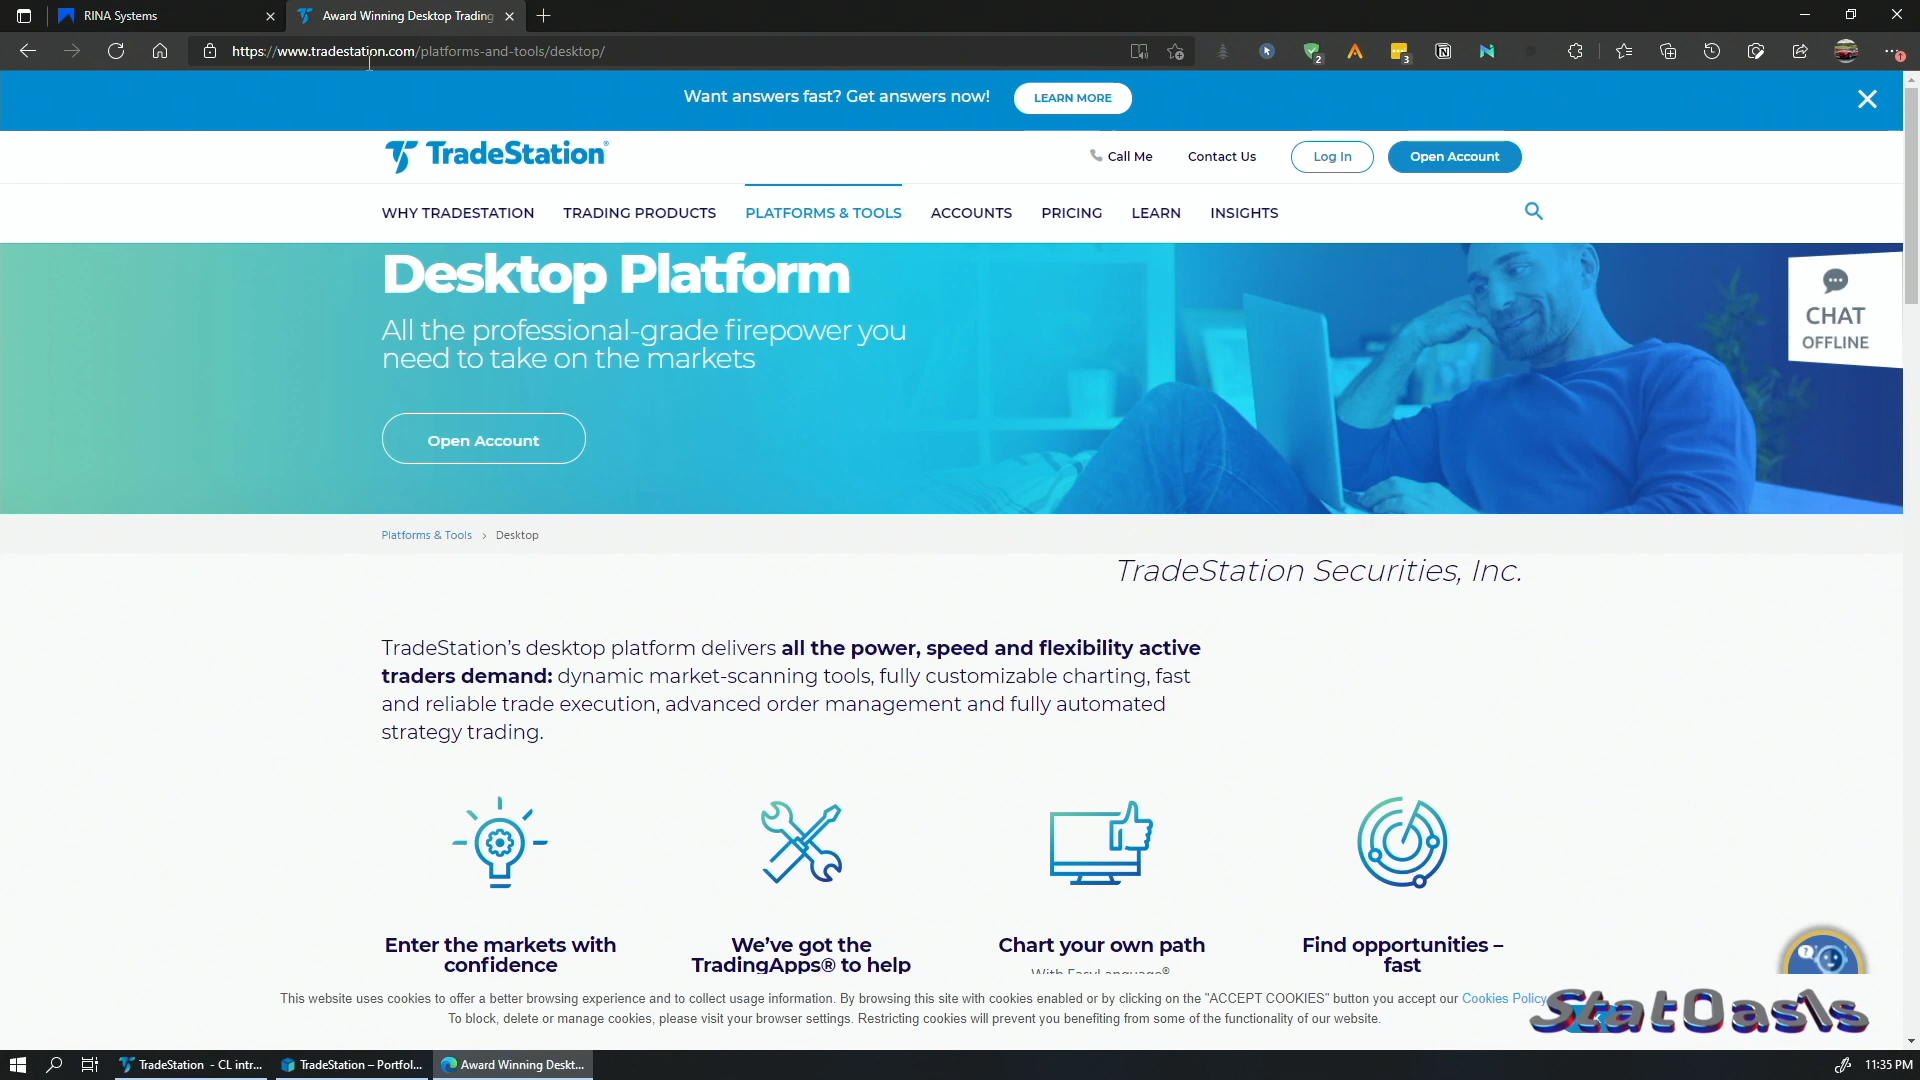 RINA Systems
Award Winning Desktop Trading
https://www.tradestation.com/platforms-and-tools/desktop/
2
3
Want answers fast? Get answers now!
LEARN MORE
TradeStation®
Call Me
Contact Us
Log In
Open Account
WHY TRADESTATION
TRADING PRODUCTS
PLATFORMS & TOOLS
ACCOUNTS
PRICING
LEARN
INSIGHTS
Desktop Platform
All the professional-grade firepower you
need to take on the markets
Open Account
CHAT
OFFLINE
Platforms & Tools > Desktop
TradeStation Securities, Inc.
TradeStation’s desktop platform delivers all the power, speed and flexibility active
traders demand: dynamic market-scanning tools, fully customizable charting, fast
and reliable trade execution, advanced order management and fully automated
strategy trading.
Enter the markets with
confidence
We’ve got the
TradingApps® to help
Chart your own path
With EasyLanguage®
Find opportunities –
fast
This website uses cookies to offer a better browsing experience and to collect usage information. By browsing this site with cookies enabled or by clicking on the "ACCEPT COOKIES" button you accept our Cookies Policy
To block, delete or manage cookies, please visit your browser settings. Restricting cookies will prevent you benefiting from some of the functionality of our website.
StatOasis
TradeStation - CL intr...
TradeStation – Portfol...
Award Winning Deskt...
11:35 PM